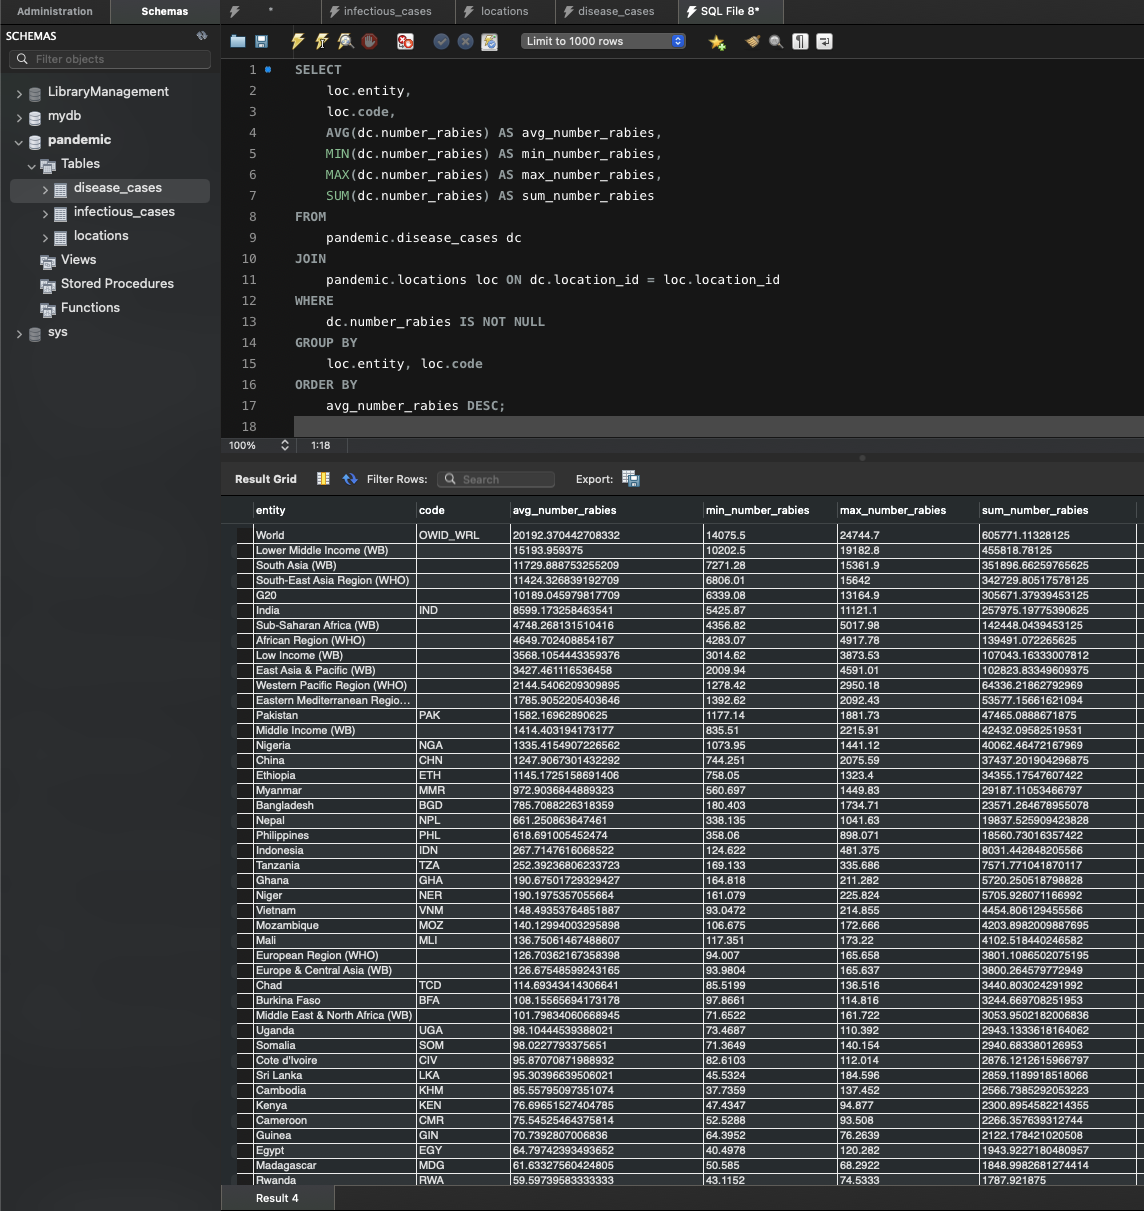 Administration Schemas * infectious_cases locations disease_cases SQL File 8*
SCHEMAS
Filter objects
LibraryManagement
mydb
pandemic
Tables
disease_cases
infectious_cases
locations
Views
Stored Procedures
Functions
sys
Limit to 1000 rows
1 SELECT
2 loc.entity,
3 loc.code,
4 AVG(dc.number_rabies) AS avg_number_rabies,
5 MIN(dc.number_rabies) AS min_number_rabies,
6 MAX(dc.number_rabies) AS max_number_rabies,
7 SUM(dc.number_rabies) AS sum_number_rabies
8 FROM
9 pandemic.disease_cases dc
10 JOIN
11 pandemic.locations loc ON dc.location_id = loc.location_id
12 WHERE
13 dc.number_rabies IS NOT NULL
14 GROUP BY
15 loc.entity, loc.code
16 ORDER BY
17 avg_number_rabies DESC;
18
100% 1:18
Result Grid Filter Rows: Search Export:
entity code avg_number_rabies min_number_rabies max_number_rabies sum_number_rabies
World OWID_WRL 20192.370442708332 14075.5 24744.7 605771.11328125
Lower Middle Income (WB) 15193.959375 10202.5 19182.8 455818.78125
South Asia (WB) 11729.888753255209 7271.28 15361.9 351896.66259765625
South-East Asia Region (WHO) 11424.326839192709 6806.01 15642 342729.80517578125
G20 10189.045979817709 6339.08 13164.9 305671.37939453125
India IND 8599.173258463541 5425.87 11121.1 257975.19775390625
Sub-Saharan Africa (WB) 4748.268131510416 4356.82 5017.98 142448.0439453125
African Region (WHO) 4649.702408854167 4283.07 4917.78 139491.072265625
Low Income (WB) 3568.1054443359376 3014.62 3873.53 107043.16333007812
East Asia & Pacific (WB) 3427.461116536458 2009.94 4591.01 102823.83349609375
Western Pacific Region (WHO) 2144.5406209309895 1278.42 2950.18 64336.21862792969
Eastern Mediterranean Regio... 1785.9052205403646 1392.62 2092.43 53577.15661621094
Pakistan PAK 1582.16962890625 1177.14 1881.73 47465.0888671875
Middle Income (WB) 1414.403194173177 835.51 2215.91 42432.09582519531
Nigeria NGA 1335.4154907226562 1073.95 1441.12 40062.46472167969
China CHN 1247.9067301432292 744.251 2075.59 37437.201904296875
Ethiopia ETH 1145.1725158691406 758.05 1323.4 34355.17547607422
Myanmar MMR 972.9036844889323 560.697 1449.83 29187.11053466797
Bangladesh BGD 785.7088226318359 180.403 1734.71 23571.264678955078
Nepal NPL 661.250863647461 338.135 1041.63 19837.525909423828
Philippines PHL 618.691005452474 358.06 898.071 18560.73016357422
Indonesia IDN 267.7147616068522 124.622 481.375 8031.442848205566
Tanzania TZA 252.39236806233723 169.133 335.686 7571.771041870117
Ghana GHA 190.67501729329427 164.818 211.282 5720.250518798828
Niger NER 190.1975357055664 161.079 225.824 5705.926071166992
Vietnam VNM 148.49353764851887 93.0472 214.855 4454.806129455566
Mozambique MOZ 140.12994003295898 106.675 172.666 4203.8982009887695
Mali MLI 136.75061467488607 117.351 173.22 4102.518440246582
European Region (WHO) 126.70362167358398 94.007 165.658 3801.1086502075195
Europe & Central Asia (WB) 126.67548599243165 93.9804 165.637 3800.264579772949
Chad TCD 114.69343414306641 85.5199 136.516 3440.803024291992
Burkina Faso BFA 108.15565694173178 97.8661 114.816 3244.669708251953
Middle East & North Africa (WB) 101.79834060668945 71.6522 161.722 3053.9502182006836
Uganda UGA 98.10444539388021 73.4687 110.392 2943.1333618164062
Somalia SOM 98.0227793375651 71.3649 140.154 2940.683380126953
Cote d'Ivoire CIV 95.87070871988932 82.6103 112.014 2876.1212615966797
Sri Lanka LKA 95.30396639506021 45.5324 184.596 2859.1189918518066
Cambodia KHM 85.55795097351074 37.7359 137.452 2566.7385292053223
Kenya KEN 76.69651527404785 47.4347 94.877 2300.8954582214355
Cameroon CMR 75.54525464375814 52.5288 93.508 2266.357639312744
Guinea GIN 70.7392807006836 64.3952 76.2639 2122.178421020508
Egypt EGY 64.79742393493652 40.4978 120.282 1943.9227180480957
Madagascar MDG 61.63327560424805 50.585 68.2922 1848.9982681274414
Rwanda RWA 59.59739583333333 43.1152 74.5333 1787.921875
Result 4